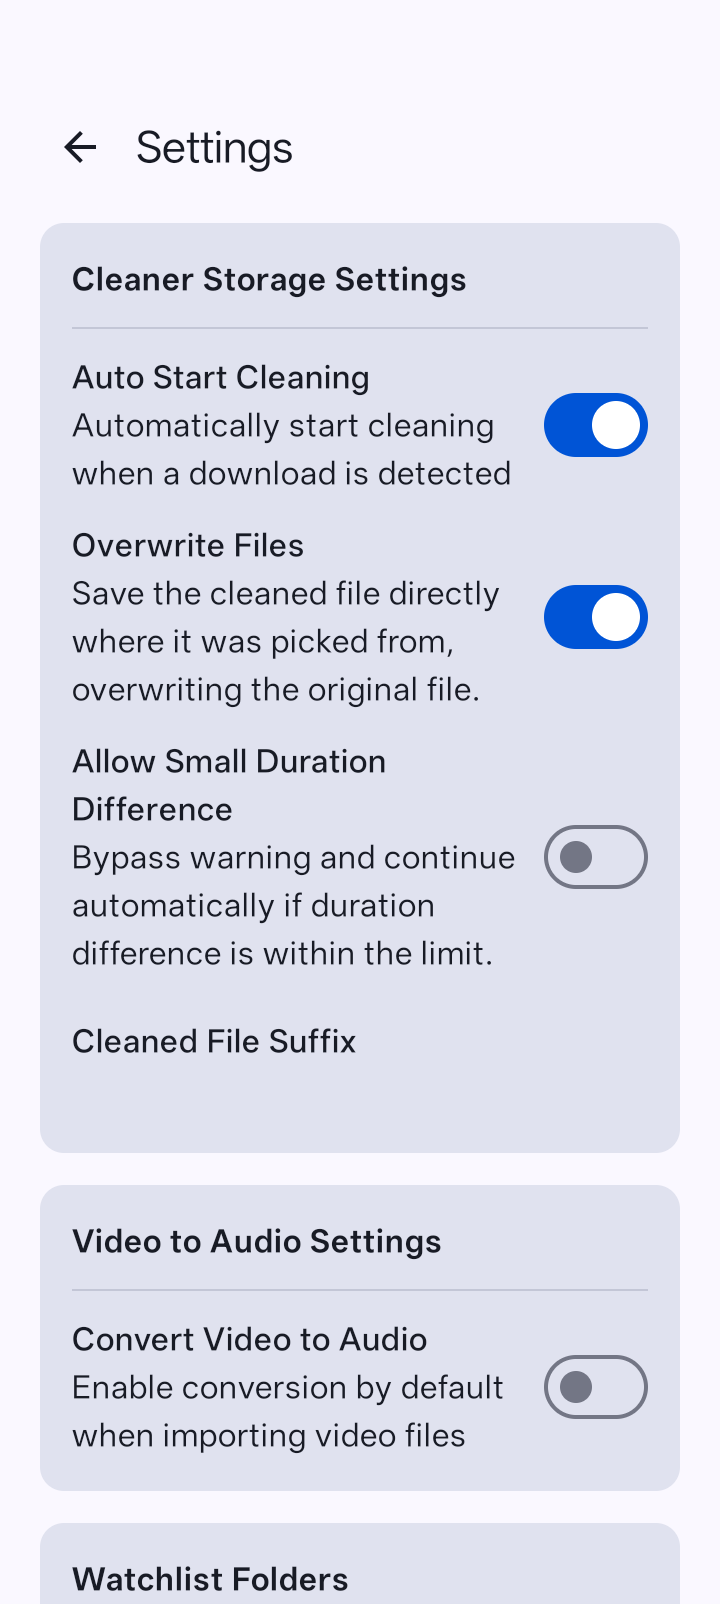 Settings
Cleaner Storage Settings
Auto Start Cleaning
Automatically start cleaning
when a download is detected
Overwrite Files
Save the cleaned file directly
where it was picked from,
overwriting the original file.
Allow Small Duration
Difference
Bypass warning and continue
automatically if duration
difference is within the limit.
Cleaned File Suffix
Video to Audio Settings
Convert Video to Audio
Enable conversion by default
when importing video files
Watchlist Folders